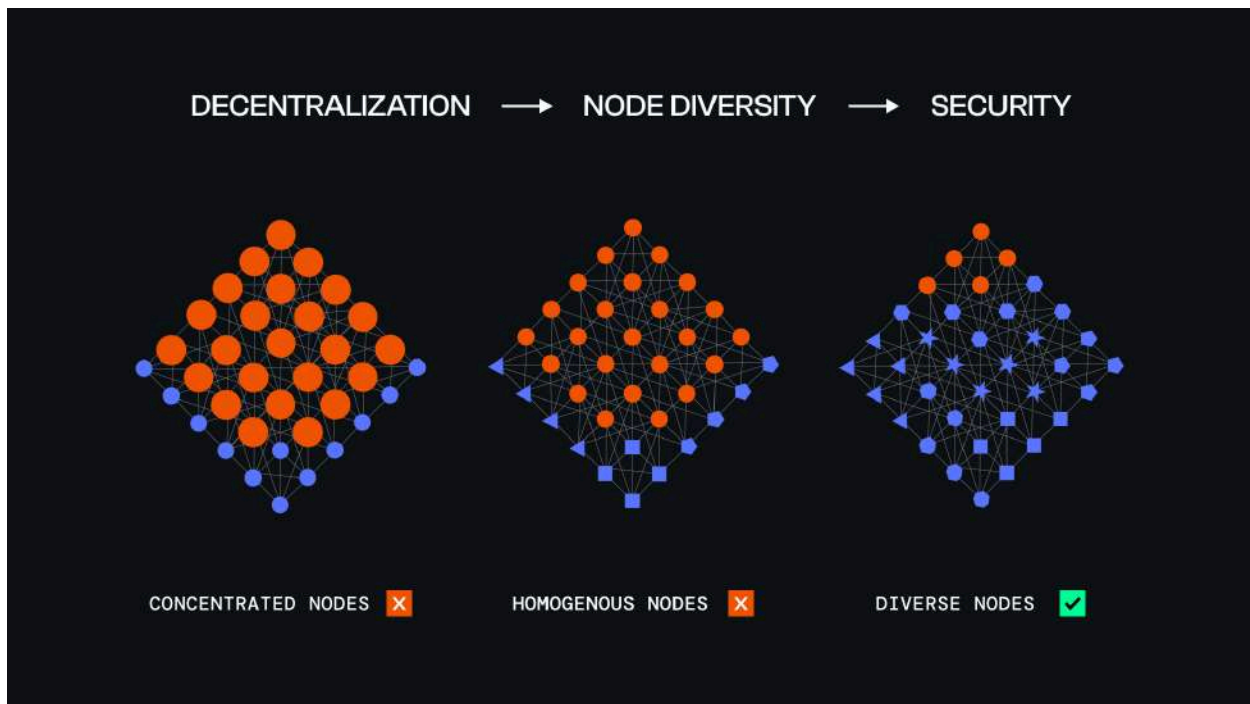 DECENTRALIZATION → NODE DIVERSITY → SECURITY
CONCENTRATED NODES
HOMOGENOUS NODES
DIVERSE NODES